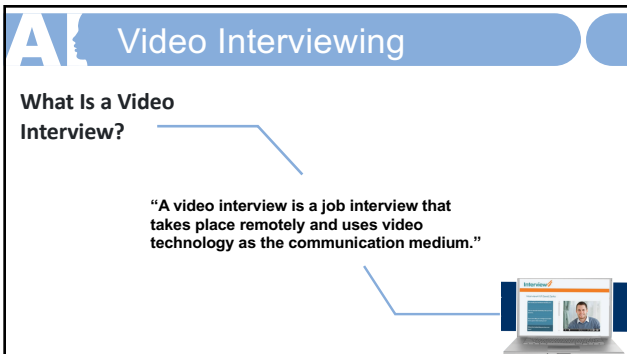 AI
Video Interviewing
What Is a Video
Interview?
“A video interview is a job interview that
takes place remotely and uses video
technology as the communication medium.”
Interview